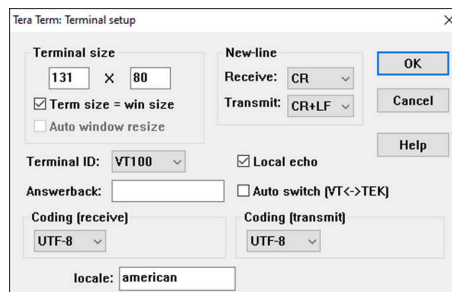 Tera Term: Terminal setup
Terminal size
131 X 80
Term size = win size
Auto window resize
New-line
Receive: CR
Transmit: CR+LF
OK
Cancel
Help
Terminal ID: VT100
Local echo
Answerback:
Auto switch (VT<->TEK)
Coding (receive)
UTF-8
Coding (transmit)
UTF-8
locale: american